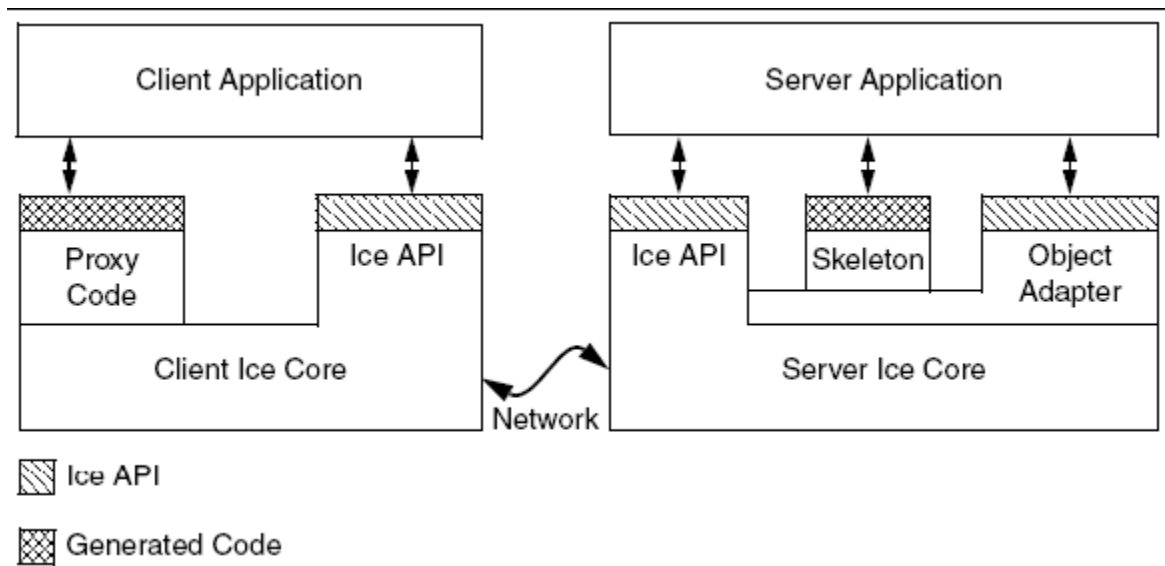 Client Application
Server Application
Proxy
Code
Ice API
Ice API
Skeleton
Object
Adapter
Client Ice Core
Server Ice Core
Network
Ice API
Generated Code